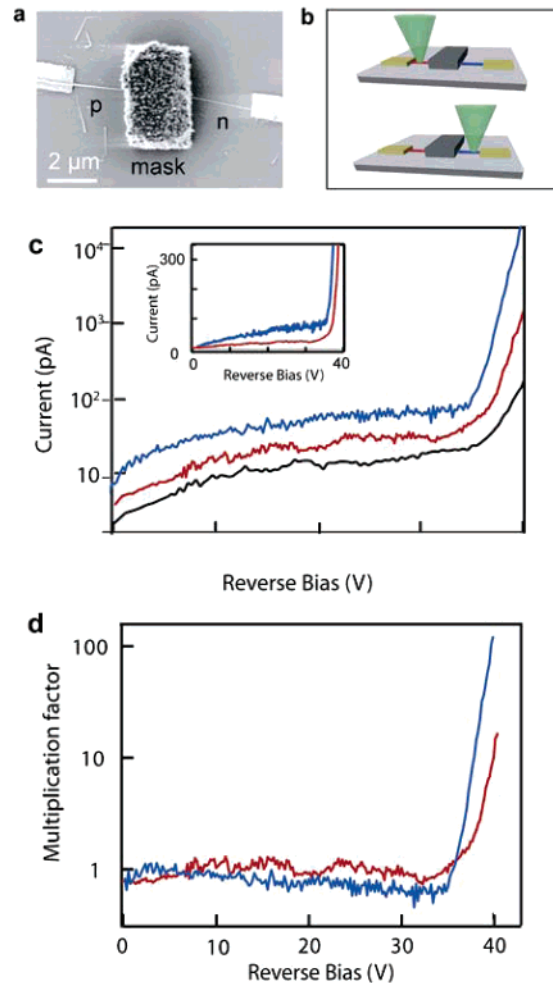 a
p
n
2 μm
mask
b
c
10⁴
10³
10²
10
Current (pA)
300
0
Current (pA)
0
20
40
Reverse Bias (V)
Reverse Bias (V)
d
100
10
1
Multiplication factor
0
10
20
30
40
Reverse Bias (V)